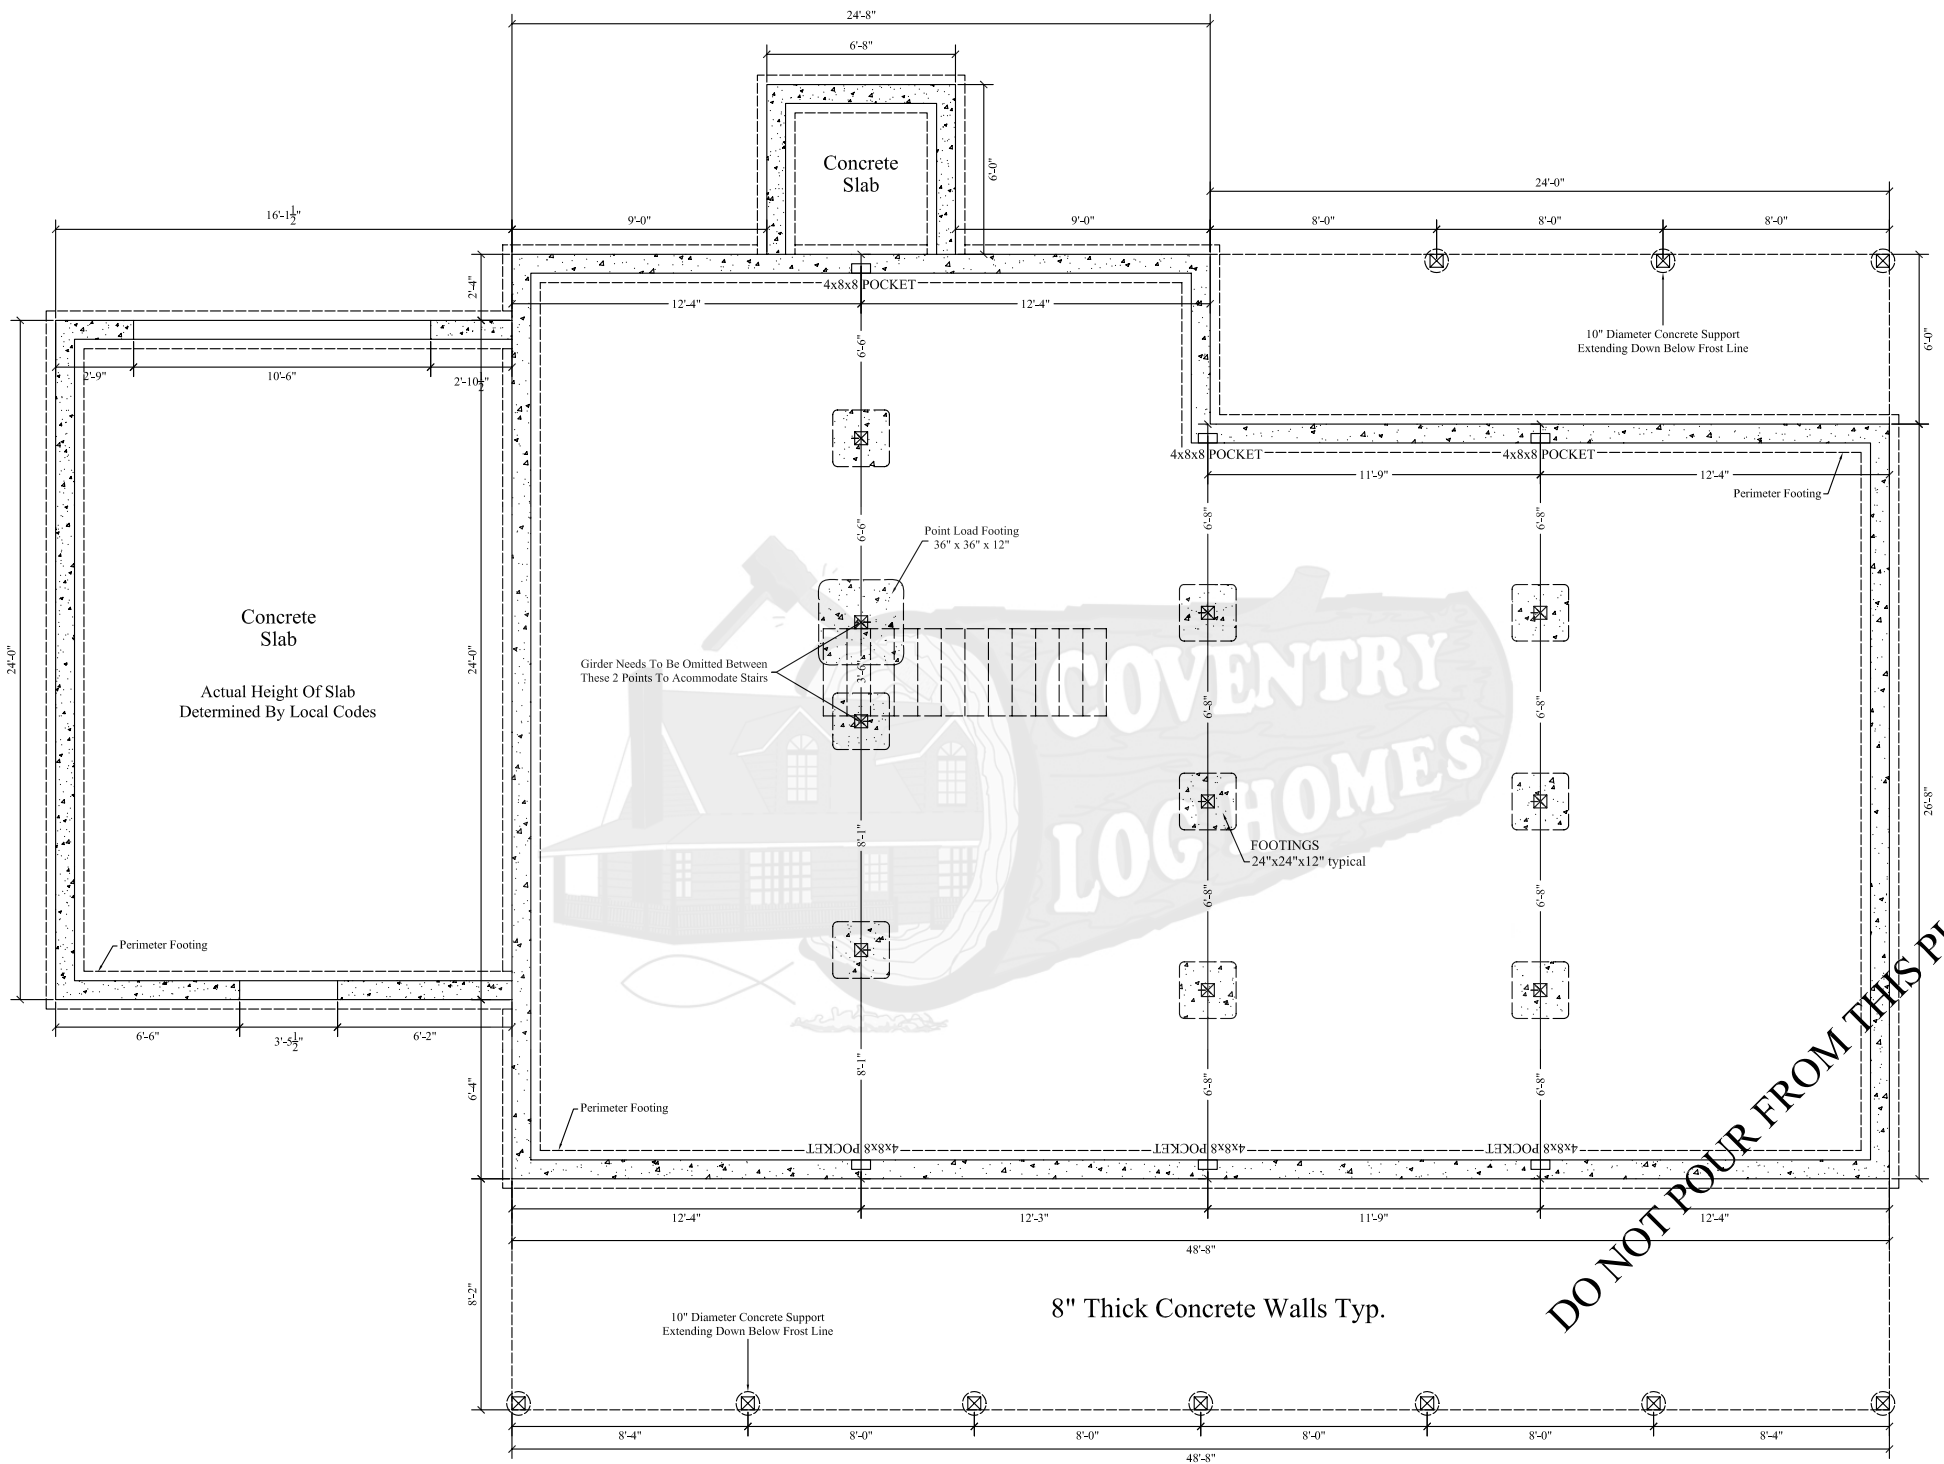 24'-8"
6'-8"
Concrete
Slab
6'-0"
24'-0"
16'-1½"
9'-0"
9'-0"
8'-0"
8'-0"
8'-0"
2'-4"
4x8x8 POCKET
12'-4"
12'-4"
6'-6"
10" Diameter Concrete Support
Extending Down Below Frost Line
6'-0"
2'-9"
10'-6"
2'-10½"
4x8x8 POCKET
4x8x8 POCKET
11'-9"
12'-4"
Perimeter Footing
6'-6"
6'-8"
6'-8"
Point Load Footing
36" x 36" x 12"
Concrete
Slab
Actual Height Of Slab
Determined By Local Codes
24'-0"
24'-0"
Girder Needs To Be Omitted Between
These 2 Points To Acommodate Stairs
3'-6"
COVENTRY
LOG HOMES
6'-8"
6'-8"
26'-8"
8'-1"
FOOTINGS
24"x24"x12" typical
6'-8"
6'-8"
Perimeter Footing
6'-6"
3'-5½"
6'-2"
6'-4"
8'-1"
6'-8"
6'-8"
Perimeter Footing
4x8x8 POCKET
4x8x8 POCKET
4x8x8 POCKET
12'-4"
12'-3"
11'-9"
12'-4"
48'-8"
8'-2"
8" Thick Concrete Walls Typ.
DO NOT POUR FROM THIS
10" Diameter Concrete Support
Extending Down Below Frost Line
8'-4"
8'-0"
8'-0"
8'-0"
8'-0"
8'-4"
48'-8"